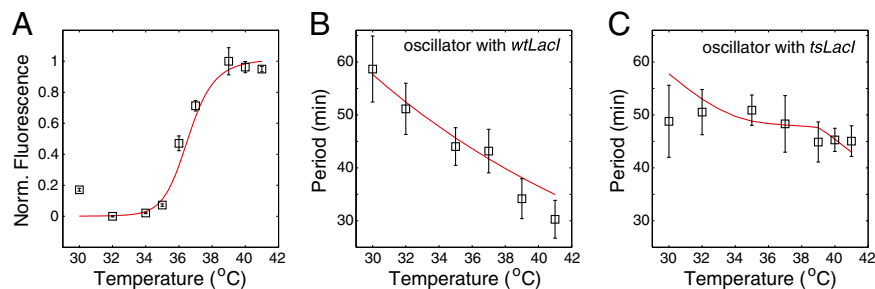 A
Norm. Fluorescence
1
0.8
0.6
0.4
0.2
0
30 32 34 36 38 40 42
Temperature (°C)
B
oscillator with wtLacI
Period (min)
60
50
40
30
30 32 34 36 38 40 42
Temperature (°C)
C
oscillator with tsLacI
Period (min)
60
50
40
30
30 32 34 36 38 40 42
Temperature (°C)